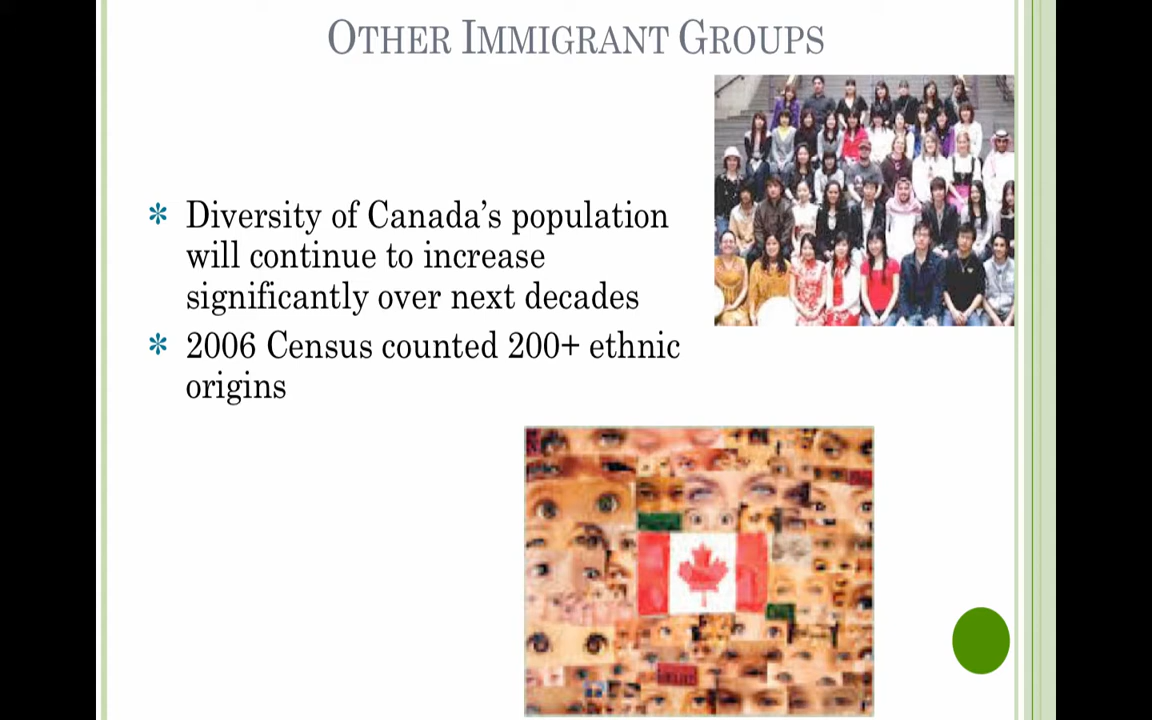 OTHER IMMIGRANT GROUPS
* Diversity of Canada's population
will continue to increase
significantly over next decades
* 2006 Census counted 200+ ethnic
origins